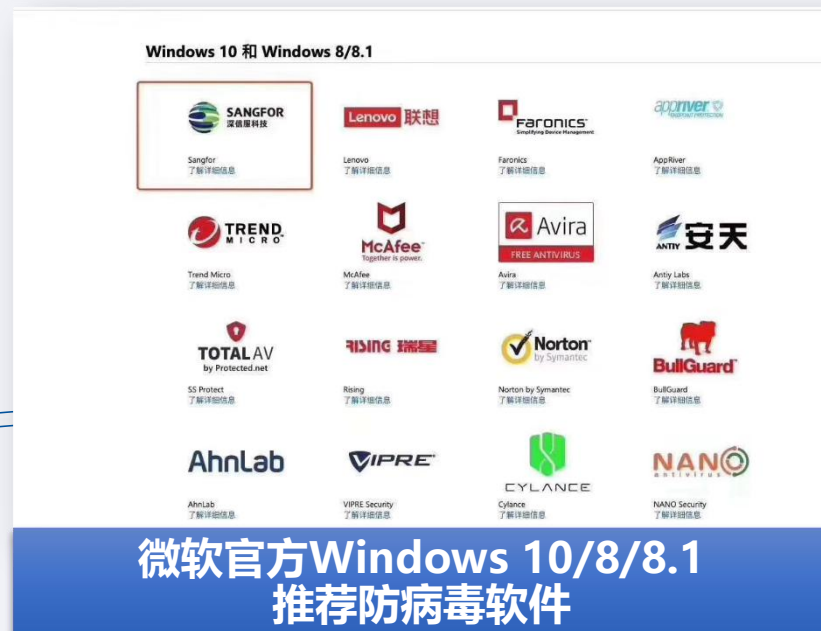 Windows 10 和 Windows 8/8.1
SANGFOR
深信服科技
Lenovo 联想
FARONICS
Simplifying Device Management
appriver
Sangfor
了解详细信息
Lenovo
了解详细信息
Faronics
了解详细信息
AppRiver
了解详细信息
TREND
MICRO
McAfee
Together is power.
Avira
FREE ANTIVIRUS
ANTIY 安天
Trend Micro
了解详细信息
McAfee
了解详细信息
Avira
了解详细信息
Antiy Labs
了解详细信息
TOTAL AV
by Protected.net
RISING 瑞星
Norton
by Symantec
BullGuard
SS Protect
了解详细信息
Rising
了解详细信息
Norton by Symantec
了解详细信息
BullGuard
了解详细信息
AhnLab
VIPRE
CYLANCE
NANO
antivirus
AhnLab
了解详细信息
VIPRE Security
了解详细信息
Cylance
了解详细信息
NANO Security
了解详细信息
微软官方Windows 10/8/8.1
推荐防病毒软件